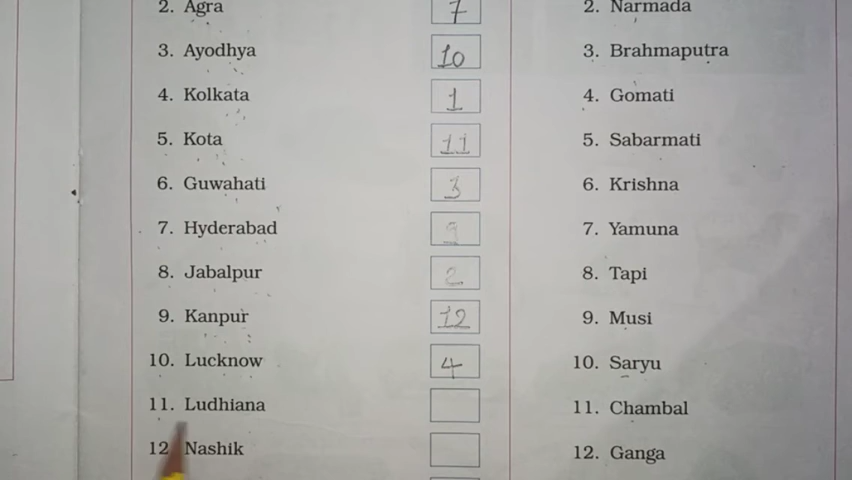 2. Agra 7 2. Narmada
3. Ayodhya 10 3. Brahmaputra
4. Kolkata 1 4. Gomati
5. Kota 11 5. Sabarmati
6. Guwahati 3 6. Krishna
7. Hyderabad 9 7. Yamuna
8. Jabalpur 2 8. Tapi
9. Kanpur 12 9. Musi
10. Lucknow 4 10. Saryu
11. Ludhiana 11. Chambal
12 Nashik 12. Ganga